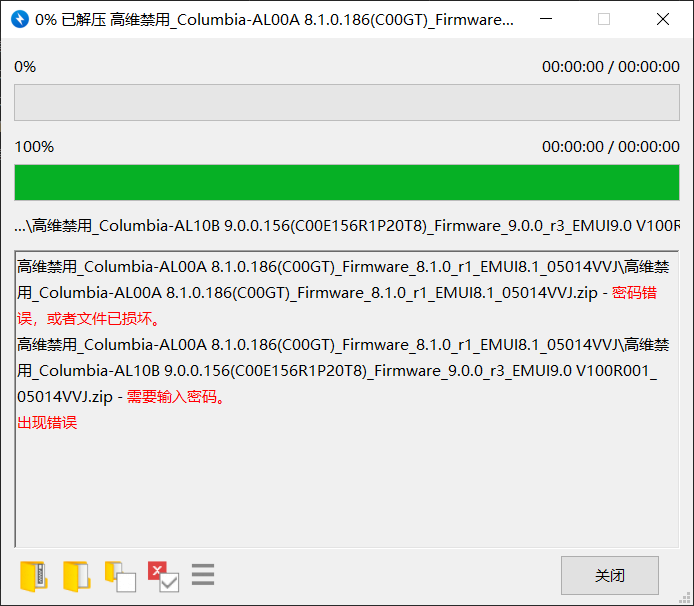 0% 已解压 高维禁用_Columbia-AL00A 8.1.0.186(C00GT)_Firmware...
0% 00:00:00 / 00:00:00
100% 00:00:00 / 00:00:00
...\高维禁用_Columbia-AL10B 9.0.0.156(C00E156R1P20T8)_Firmware_9.0.0_r3_EMUI9.0 V100R
高维禁用_Columbia-AL00A 8.1.0.186(C00GT)_Firmware_8.1.0_r1_EMUI8.1_05014VVJ\高维禁
用_Columbia-AL00A 8.1.0.186(C00GT)_Firmware_8.1.0_r1_EMUI8.1_05014VVJ.zip - 密码错
误，或者文件已损坏。
高维禁用_Columbia-AL00A 8.1.0.186(C00GT)_Firmware_8.1.0_r1_EMUI8.1_05014VVJ\高维禁
用_Columbia-AL10B 9.0.0.156(C00E156R1P20T8)_Firmware_9.0.0_r3_EMUI9.0 V100R001_
05014VVJ.zip - 需要输入密码。
出现错误
关闭